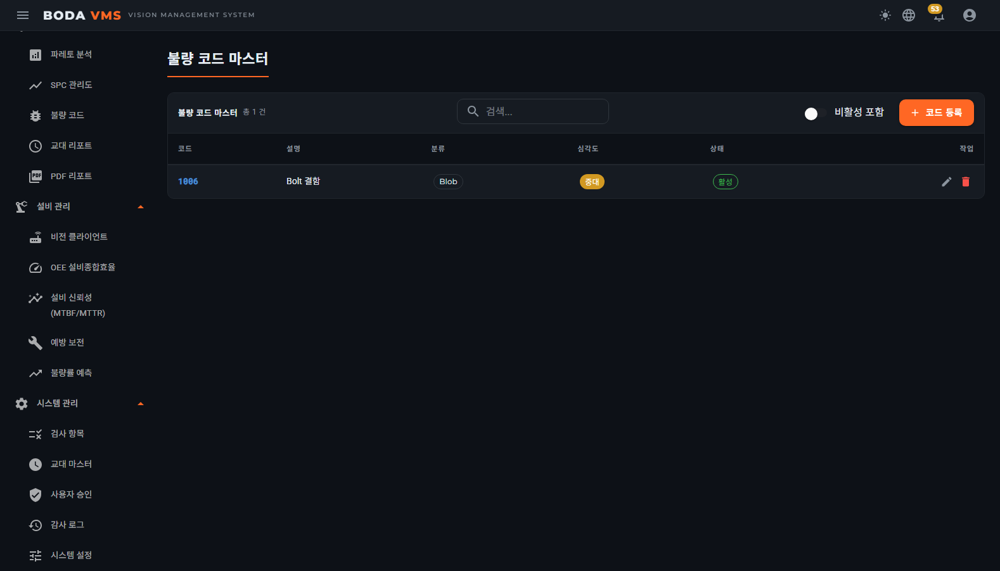 BODA VMS VISION MANAGEMENT SYSTEM
53
파레토 분석
SPC 관리도
불량 코드
교대 리포트
PDF 리포트
설비 관리
비전 클라이언트
OEE 설비종합효율
설비 신뢰성
(MTBF/MTTR)
예방 보전
불량률 예측
시스템 관리
검사 항목
교대 마스터
사용자 승인
감사 로그
시스템 설정
불량 코드 마스터
불량 코드 마스터 총 1 건
검색...
비활성 포함
+ 코드 등록
코드 설명 분류 심각도 상태 작업
1006 Bolt 결함 Blob 중대 활성